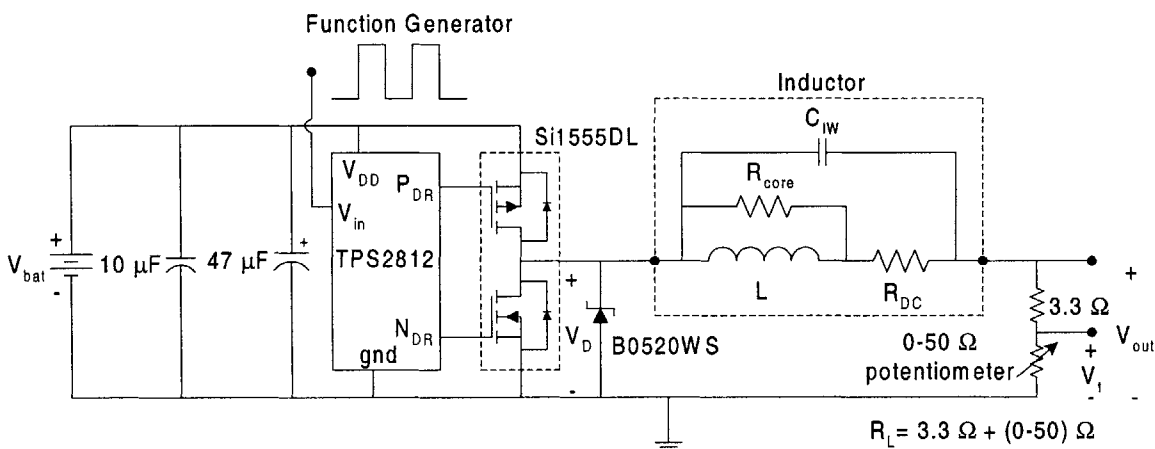 Function Generator
Inductor
C_IW
Si1555DL
R_core
V_DD
P_DR
V_in
+
V_bat
-
10 μF
47 μF
+
TPS2812
+
V_D
-
L
R_DC
+
3.3 Ω
N_DR
gnd
B0520WS
0-50 Ω
potentiometer
+
V_1
-
V_out
-
R_L= 3.3 Ω + (0-50) Ω